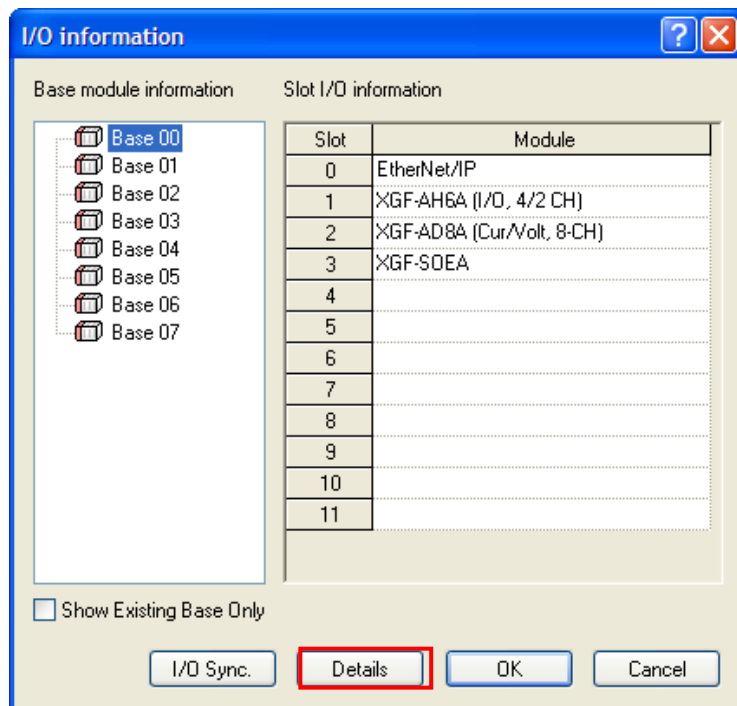 I/O information
Base module information
Slot I/O information
Base 00
Base 01
Base 02
Base 03
Base 04
Base 05
Base 06
Base 07
Slot Module
0 EtherNet/IP
1 XGF-AH6A (I/O, 4/2 CH)
2 XGF-AD8A (Cur/Volt, 8-CH)
3 XGF-SOEA
4
5
6
7
8
9
10
11
Show Existing Base Only
I/O Sync. Details OK Cancel